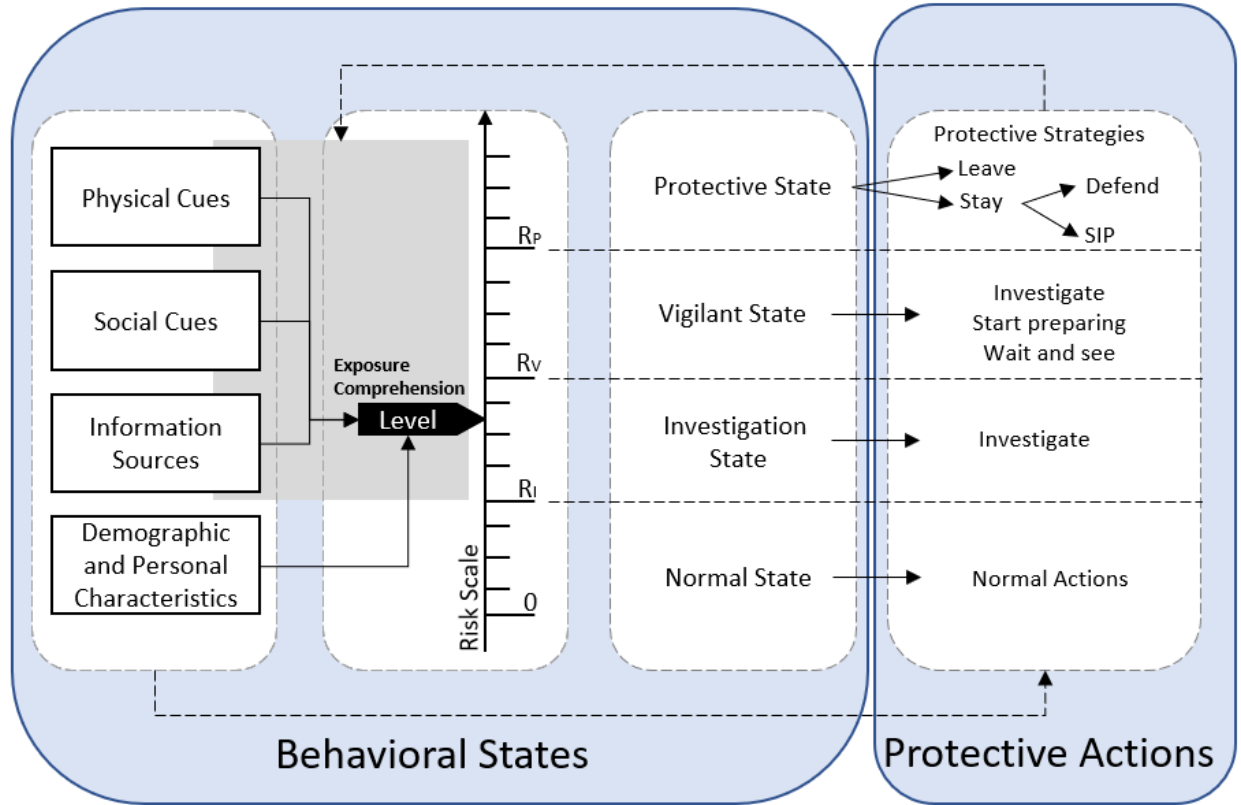 Physical Cues
Social Cues
Information
Sources
Demographic
and Personal
Characteristics
Exposure
Comprehension
Level
Risk Scale
RP
RV
RI
0
Protective State
Vigilant State
Investigation
State
Normal State
Protective Strategies
Leave
Stay
Defend
SIP
Investigate
Start preparing
Wait and see
Investigate
Normal Actions
Behavioral States
Protective Actions